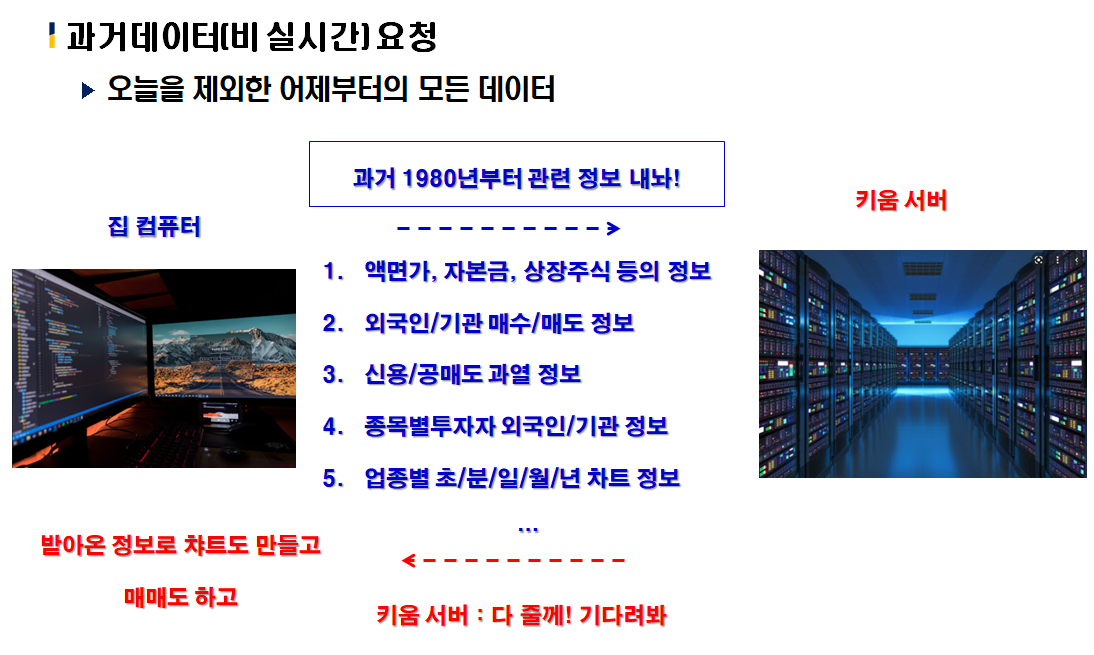 과거데이터(비 실시간) 요청
오늘을 제외한 어제부터의 모든 데이터
과거 1980년부터 관련 정보 내놔!
집 컴퓨터
키움 서버
1. 액면가, 자본금, 상장주식 등의 정보
2. 외국인/기관 매수/매도 정보
3. 신용/공매도 과열 정보
4. 종목별투자자 외국인/기관 정보
5. 업종별 초/분/일/월/년 차트 정보
...
받아온 정보로 챠트도 만들고
매매도 하고
키움 서버 : 다 줄께! 기다려봐